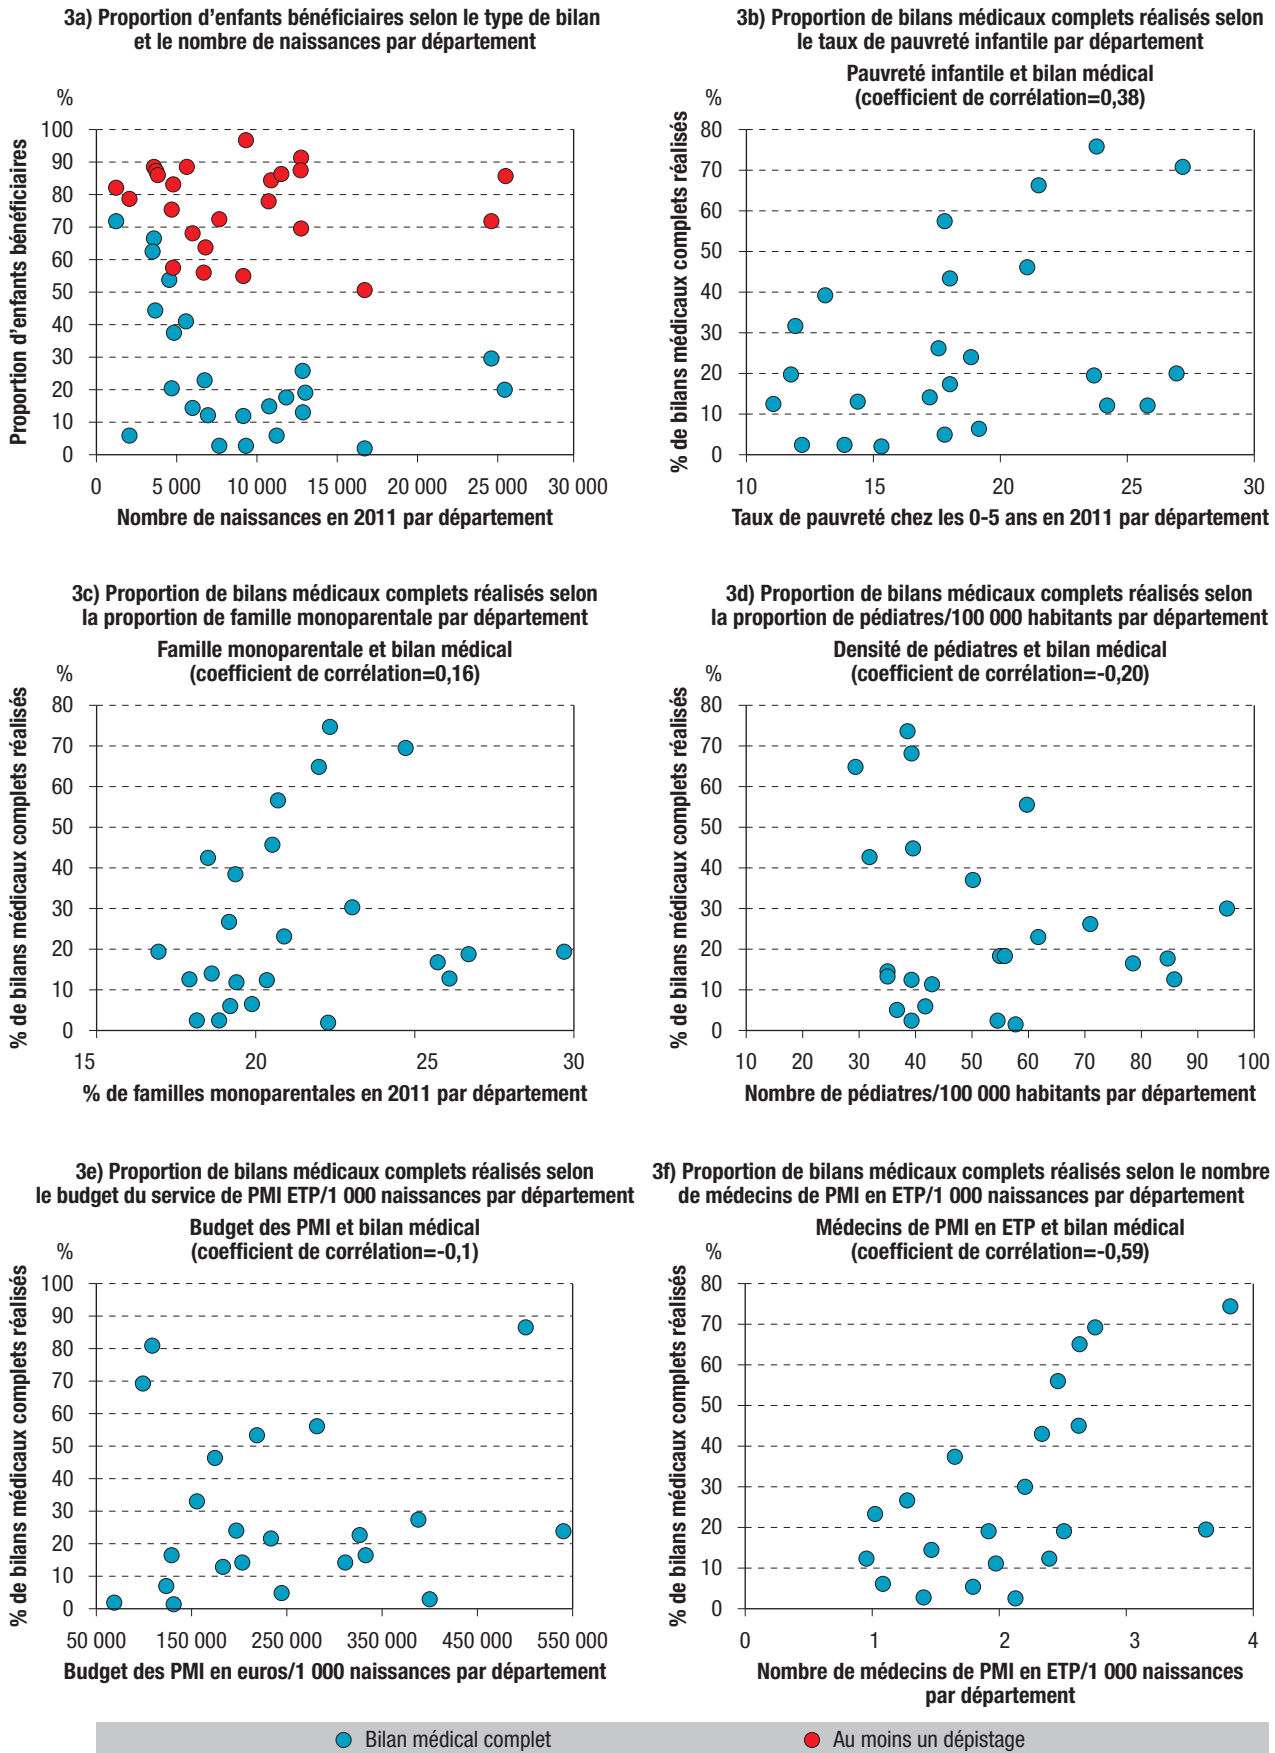 3a) Proportion d’enfants bénéficiaires selon le type de bilan
et le nombre de naissances par département
%
Proportion d’enfants bénéficiaires
100
90
80
70
60
50
40
30
20
10
0
0 5 000 10 000 15 000 20 000 25 000 30 000
Nombre de naissances en 2011 par département
3b) Proportion de bilans médicaux complets réalisés selon
le taux de pauvreté infantile par département
Pauvreté infantile et bilan médical
(coefficient de corrélation=0,38)
%
% de bilans médicaux complets réalisés
80
70
60
50
40
30
20
10
0
10 15 20 25 30
Taux de pauvreté chez les 0-5 ans en 2011 par département
3c) Proportion de bilans médicaux complets réalisés selon
la proportion de famille monoparentale par département
Famille monoparentale et bilan médical
(coefficient de corrélation=0,16)
%
% de bilans médicaux complets réalisés
80
70
60
50
40
30
20
10
0
15 20 25 30
% de familles monoparentales en 2011 par département
3d) Proportion de bilans médicaux complets réalisés selon
la proportion de pédiatres/100 000 habitants par département
Densité de pédiatres et bilan médical
(coefficient de corrélation=-0,20)
%
% de bilans médicaux complets réalisés
80
70
60
50
40
30
20
10
0
10 20 30 40 50 60 70 80 90 100
Nombre de pédiatres/100 000 habitants par département
3e) Proportion de bilans médicaux complets réalisés selon
le budget du service de PMI ETP/1 000 naissances par département
Budget des PMI et bilan médical
(coefficient de corrélation=-0,1)
%
% de bilans médicaux complets réalisés
100
90
80
70
60
50
40
30
20
10
0
50 000 150 000 250 000 350 000 450 000 550 000
Budget des PMI en euros/1 000 naissances par département
3f) Proportion de bilans médicaux complets réalisés selon le nombre
de médecins de PMI en ETP/1 000 naissances par département
Médecins de PMI en ETP et bilan médical
(coefficient de corrélation=-0,59)
%
% de bilans médicaux complets réalisés
80
70
60
50
40
30
20
10
0
0 1 2 3 4
Nombre de médecins de PMI en ETP/1 000 naissances
par département
Bilan médical complet
Au moins un dépistage